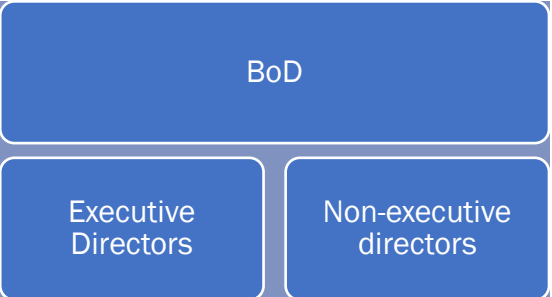 BoD
Executive
Directors
Non-executive
directors